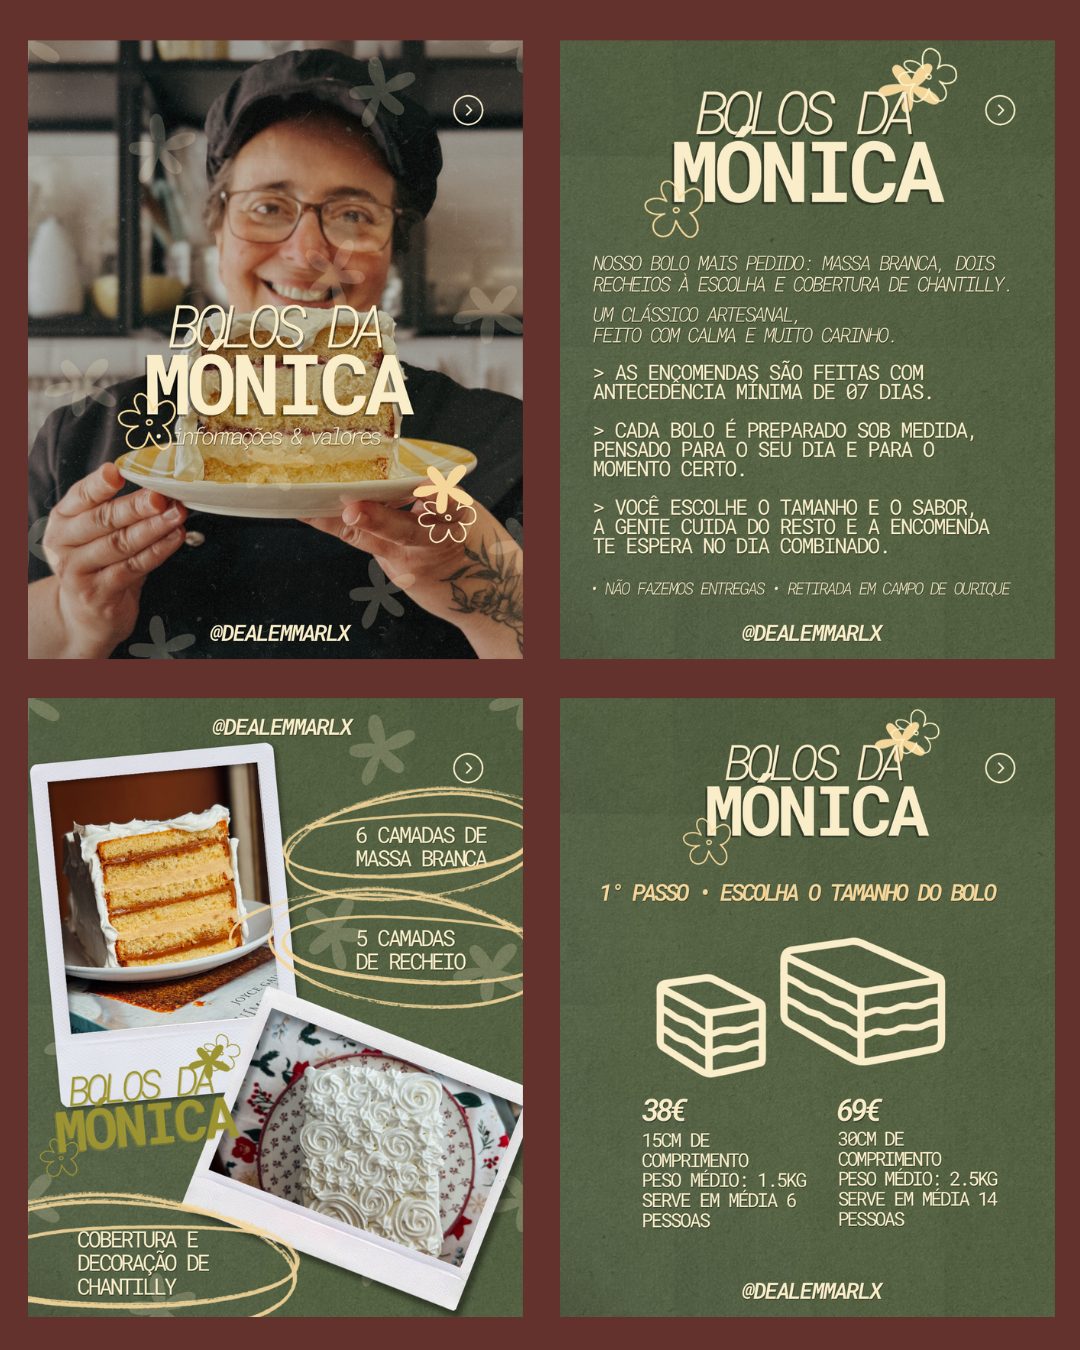 BOLOS DA
MÓNICA
• informações & valores •
@DEALEMMARLX
BOLOS DA
MÓNICA
NOSSO BOLO MAIS PEDIDO: MASSA BRANCA, DOIS
RECHEIOS À ESCOLHA E COBERTURA DE CHANTILLY.
UM CLÁSSICO ARTESANAL,
FEITO COM CALMA E MUITO CARINHO.
> AS ENCOMENDAS SÃO FEITAS COM
ANTECEDÊNCIA MÍNIMA DE 07 DIAS.
> CADA BOLO É PREPARADO SOB MEDIDA,
PENSADO PARA O SEU DIA E PARA O
MOMENTO CERTO.
> VOCÊ ESCOLHE O TAMANHO E O SABOR,
A GENTE CUIDA DO RESTO E A ENCOMENDA
TE ESPERA NO DIA COMBINADO.
• NÃO FAZEMOS ENTREGAS • RETIRADA EM CAMPO DE OURIQUE
@DEALEMMARLX
@DEALEMMARLX
6 CAMADAS DE
MASSA BRANCA
5 CAMADAS
DE RECHEIO
BOLOS DA
MÓNICA
COBERTURA E
DECORAÇÃO DE
CHANTILLY
BOLOS DA
MÓNICA
1° PASSO • ESCOLHA O TAMANHO DO BOLO
38€
15CM DE
COMPRIMENTO
PESO MÉDIO: 1.5KG
SERVE EM MÉDIA 6
PESSOAS
69€
30CM DE
COMPRIMENTO
PESO MÉDIO: 2.5KG
SERVE EM MÉDIA 14
PESSOAS
@DEALEMMARLX